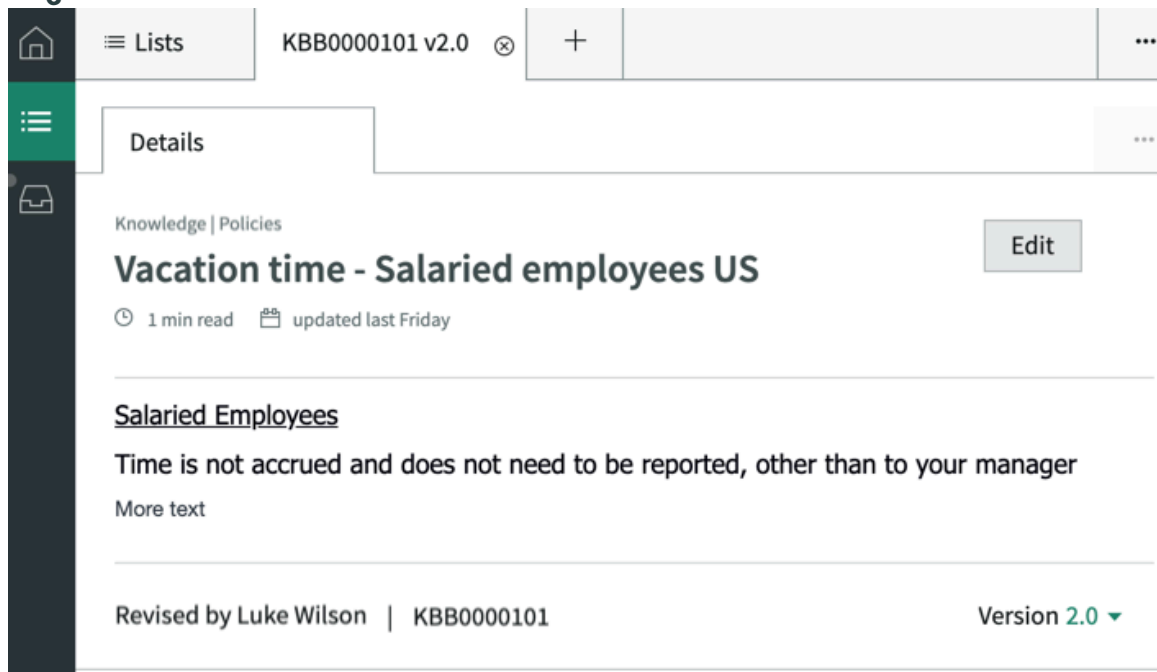 Lists
KBB0000101 v2.0
Details
Knowledge | Policies
Edit
Vacation time - Salaried employees US
1 min read updated last Friday
Salaried Employees
Time is not accrued and does not need to be reported, other than to your manager
More text
Revised by Luke Wilson | KBB0000101 Version 2.0